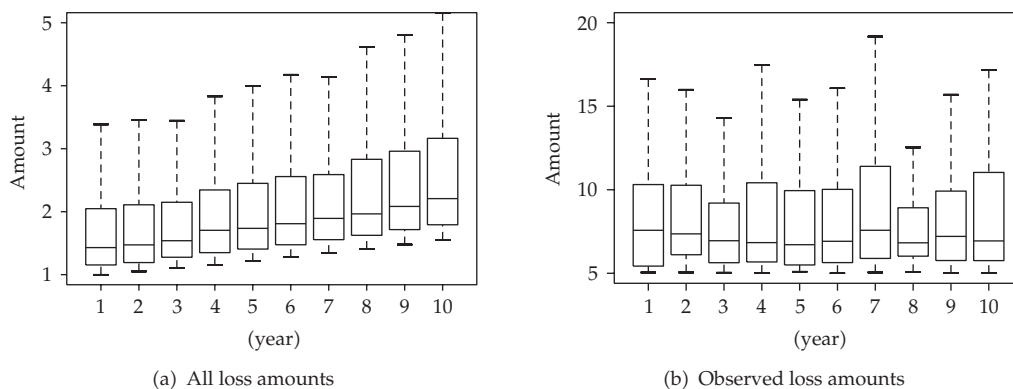 5
4
3
2
1
Amount
1 2 3 4 5 6 7 8 9 10
(year)
(a) All loss amounts
20
15
10
5
Amount
1 2 3 4 5 6 7 8 9 10
(year)
(b) Observed loss amounts